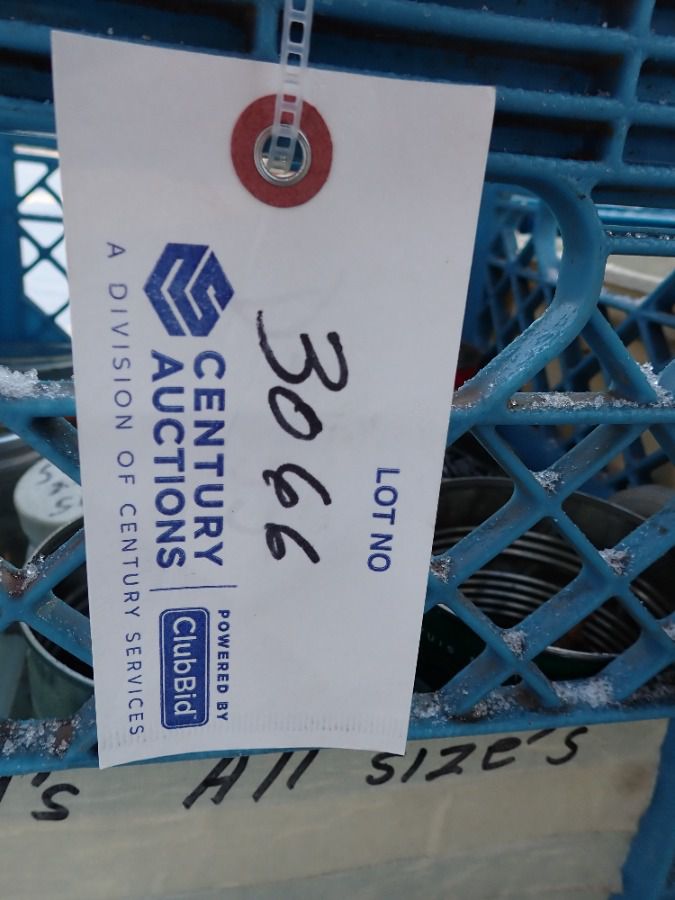 LOT NO
3066
CENTURY
AUCTIONS
A DIVISION OF CENTURY SERVICES
POWERED BY
ClubBid
's All size's